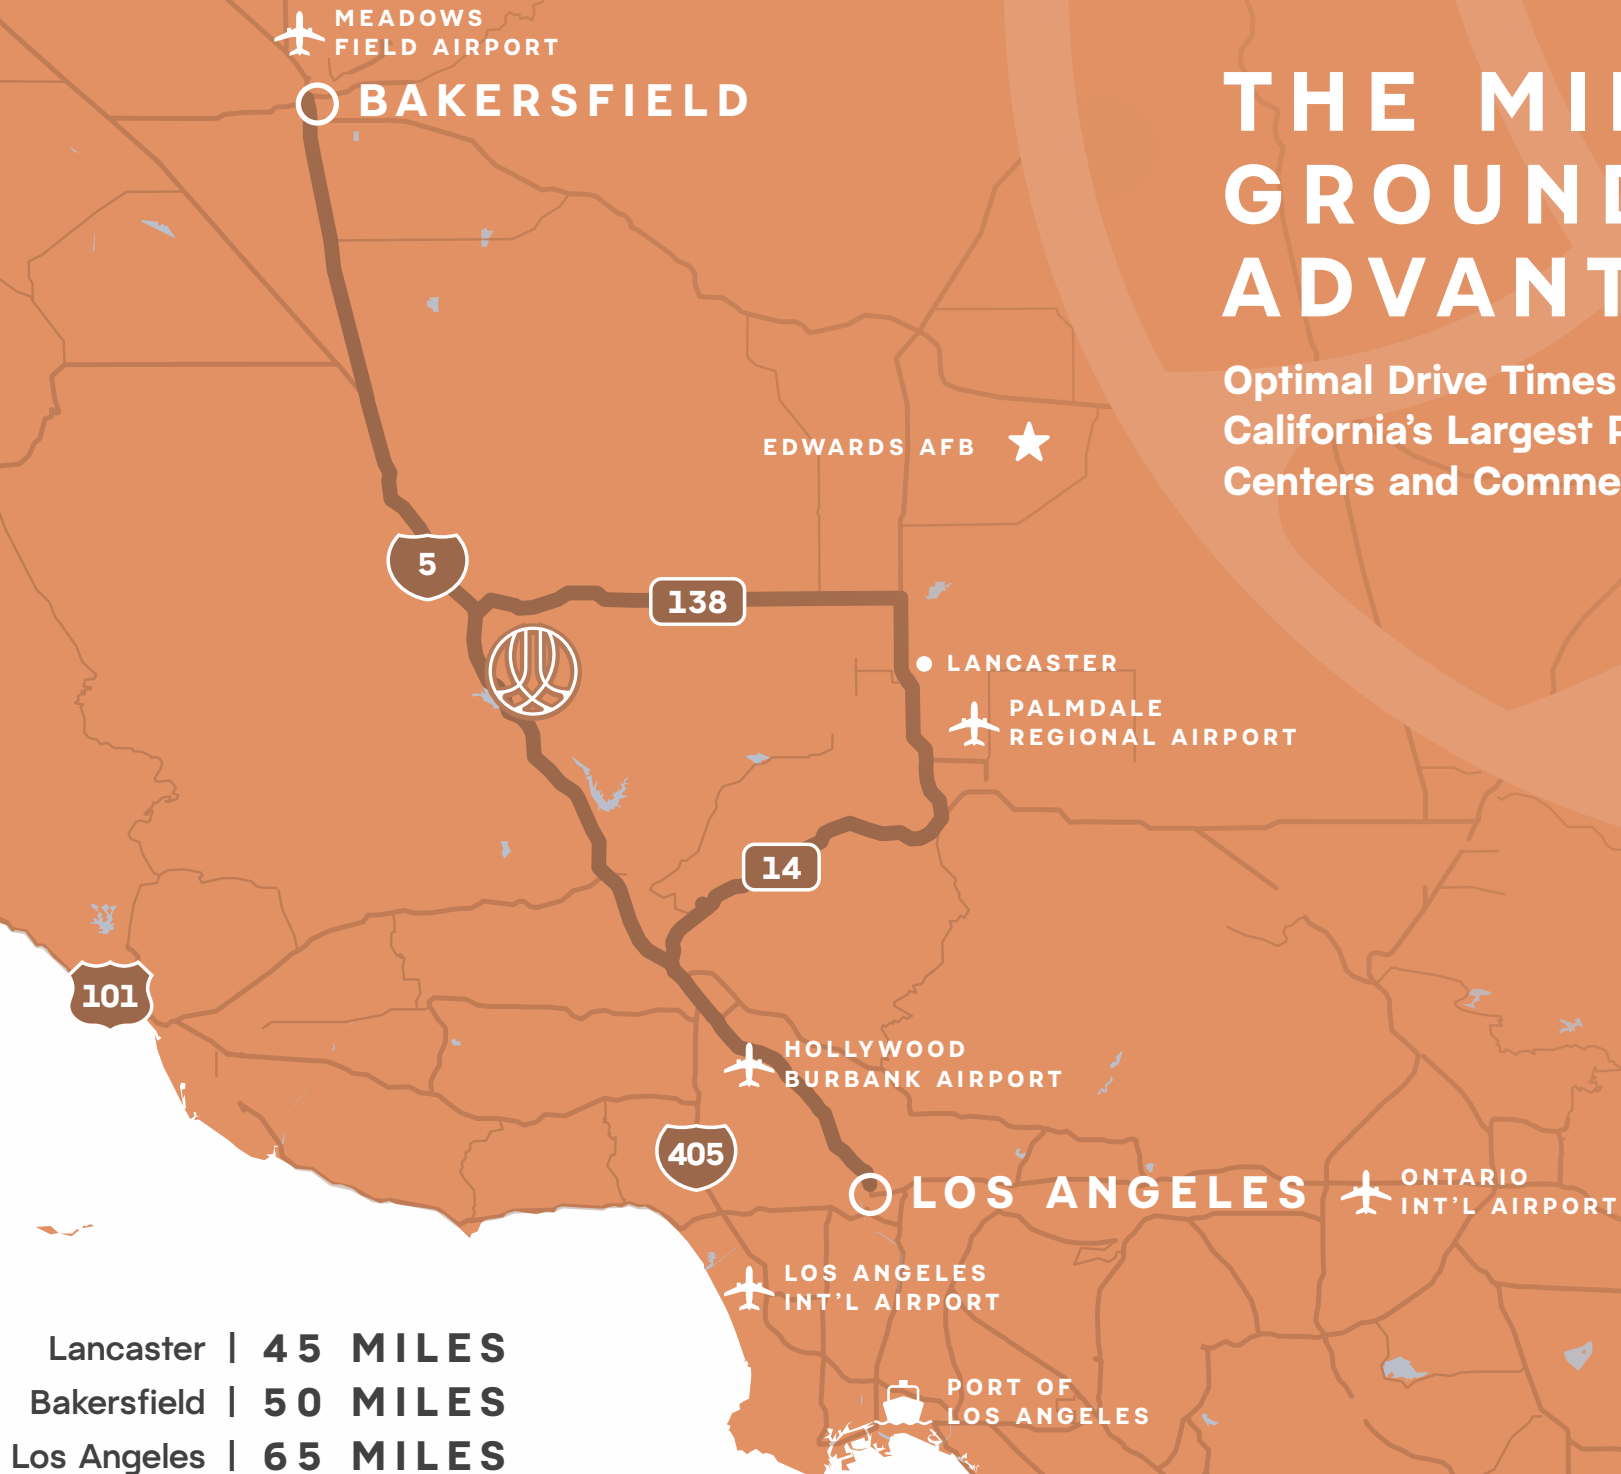 MEADOWS
FIELD AIRPORT
BAKERSFIELD
THE
GROUND
ADVANT
Optimal Drive Times
California’s Largest
Centers and Comme
EDWARDS AFB
5
138
LANCASTER
PALMDALE
REGIONAL AIRPORT
14
101
HOLLYWOOD
BURBANK AIRPORT
405
LOS ANGELES
ONTARIO
INT’L AIRPORT
LOS ANGELES
INT’L AIRPORT
PORT OF
LOS ANGELES
Lancaster | 45 MILES
Bakersfield | 50 MILES
Los Angeles | 65 MILES